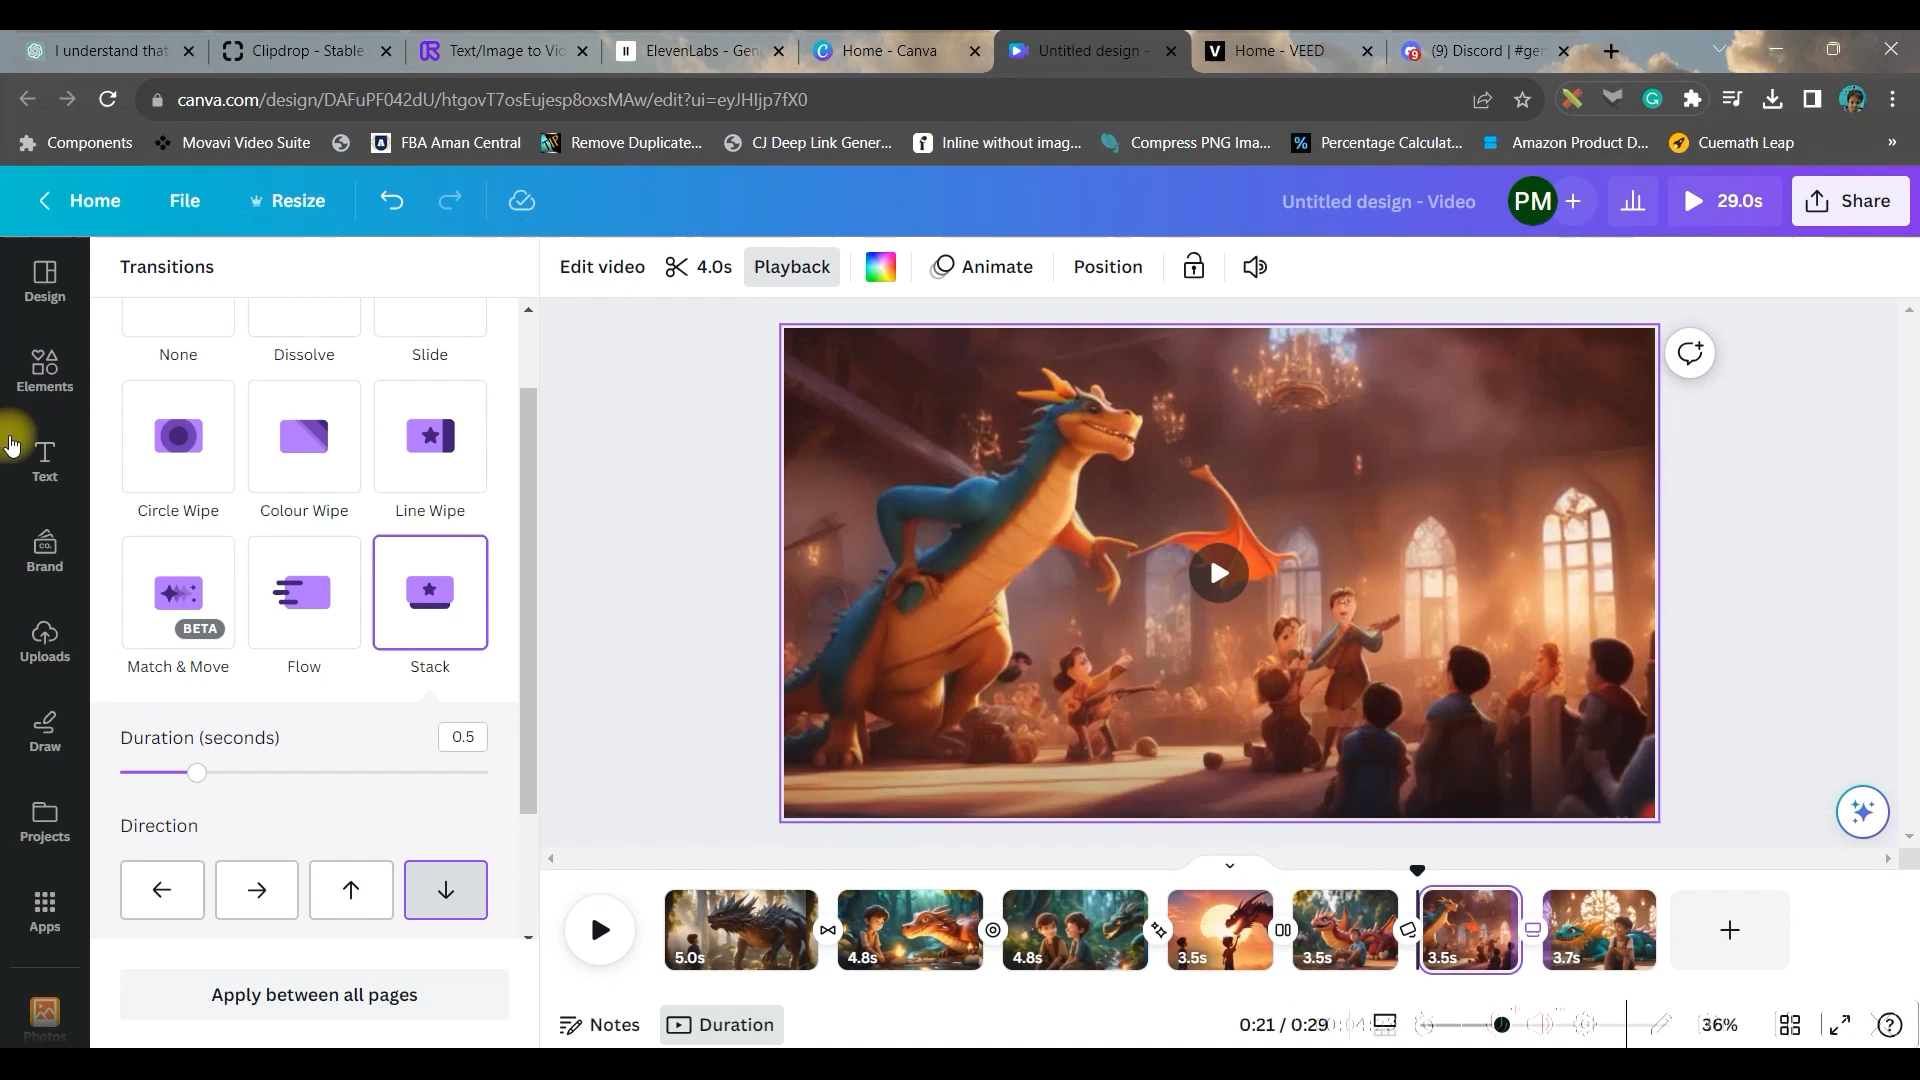 I understand that
Clipdrop - Stable
Text/Image to Vid
ElevenLabs - Gen
Home - Canva
Untitled design -
Home - VEED
(9) Discord | #gen
canva.com/design/DAFuPF042dU/htgovT7osEujesp8oxsMAw/edit?ui=eyJHIjp7fX0
Components
Movavi Video Suite
FBA Aman Central
Remove Duplicate...
CJ Deep Link Gener...
Inline without imag...
Compress PNG Ima...
Percentage Calculat...
Amazon Product D...
Cuemath Leap
»
Home
File
Resize
Untitled design - Video
PM
29.0s
Share
Design
Elements
Text
Brand
Uploads
Draw
Projects
Apps
Photos
Transitions
None
Dissolve
Slide
Circle Wipe
Colour Wipe
Line Wipe
BETA
Match & Move
Flow
Stack
Duration (seconds)
0.5
Direction
Apply between all pages
Edit video
4.0s
Playback
Animate
Position
5.0s
4.8s
4.8s
3.5s
3.5s
3.5s
3.7s
Notes
Duration
0:21 / 0:29
36%